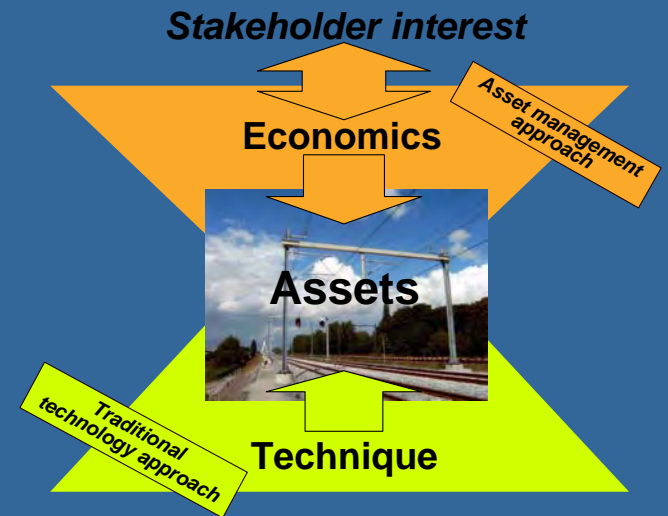 Stakeholder interest
Asset management
approach
Economics
Assets
Traditional
technology approach
Technique